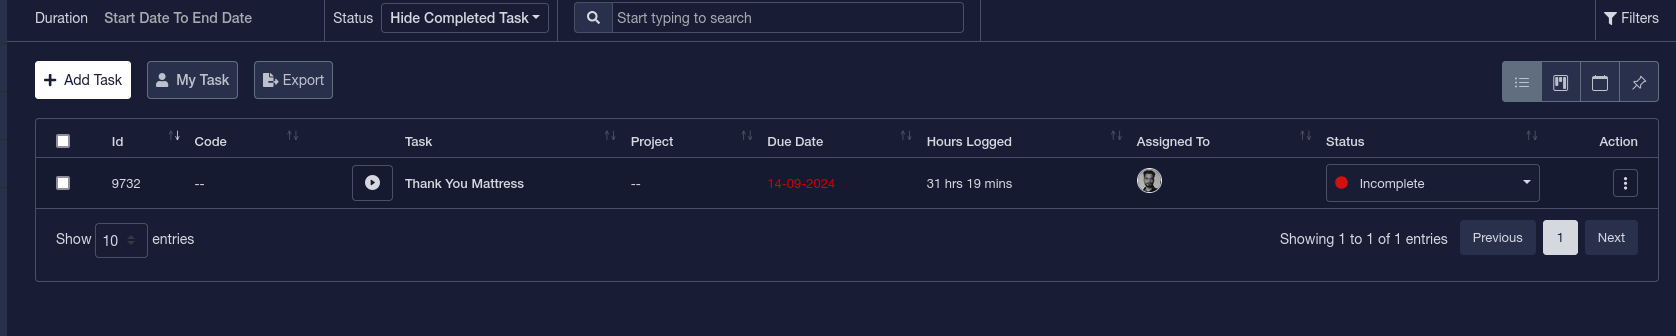 Duration Start Date To End Date Status Hide Completed Task Start typing to search Filters
Add Task My Task Export
Id Code Task Project Due Date Hours Logged Assigned To Status Action
9732 -- Thank You Mattress -- 14-09-2024 31 hrs 19 mins Incomplete
Show 10 entries Showing 1 to 1 of 1 entries Previous 1 Next